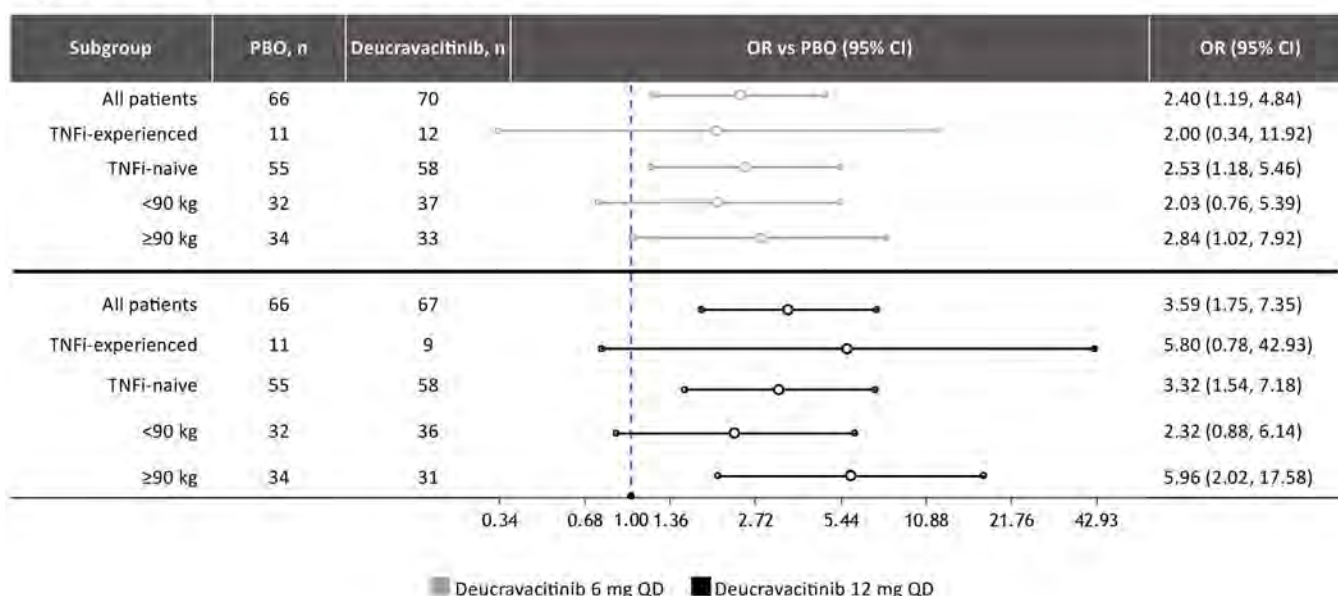 Subgroup PBO, n Deucravacitinib, n OR vs PBO (95% CI) OR (95% CI)
All patients 66 70 2.40 (1.19, 4.84)
TNFi-experienced 11 12 2.00 (0.34, 11.92)
TNFi-naive 55 58 2.53 (1.18, 5.46)
<90 kg 32 37 2.03 (0.76, 5.39)
≥90 kg 34 33 2.84 (1.02, 7.92)
All patients 66 67 3.59 (1.75, 7.35)
TNFi-experienced 11 9 5.80 (0.78, 42.93)
TNFi-naive 55 58 3.32 (1.54, 7.18)
<90 kg 32 36 2.32 (0.88, 6.14)
≥90 kg 34 31 5.96 (2.02, 17.58)
0.34 0.68 1.00 1.36 2.72 5.44 10.88 21.76 42.93
Deucravacitinib 6 mg QD Deucravacitinib 12 mg QD